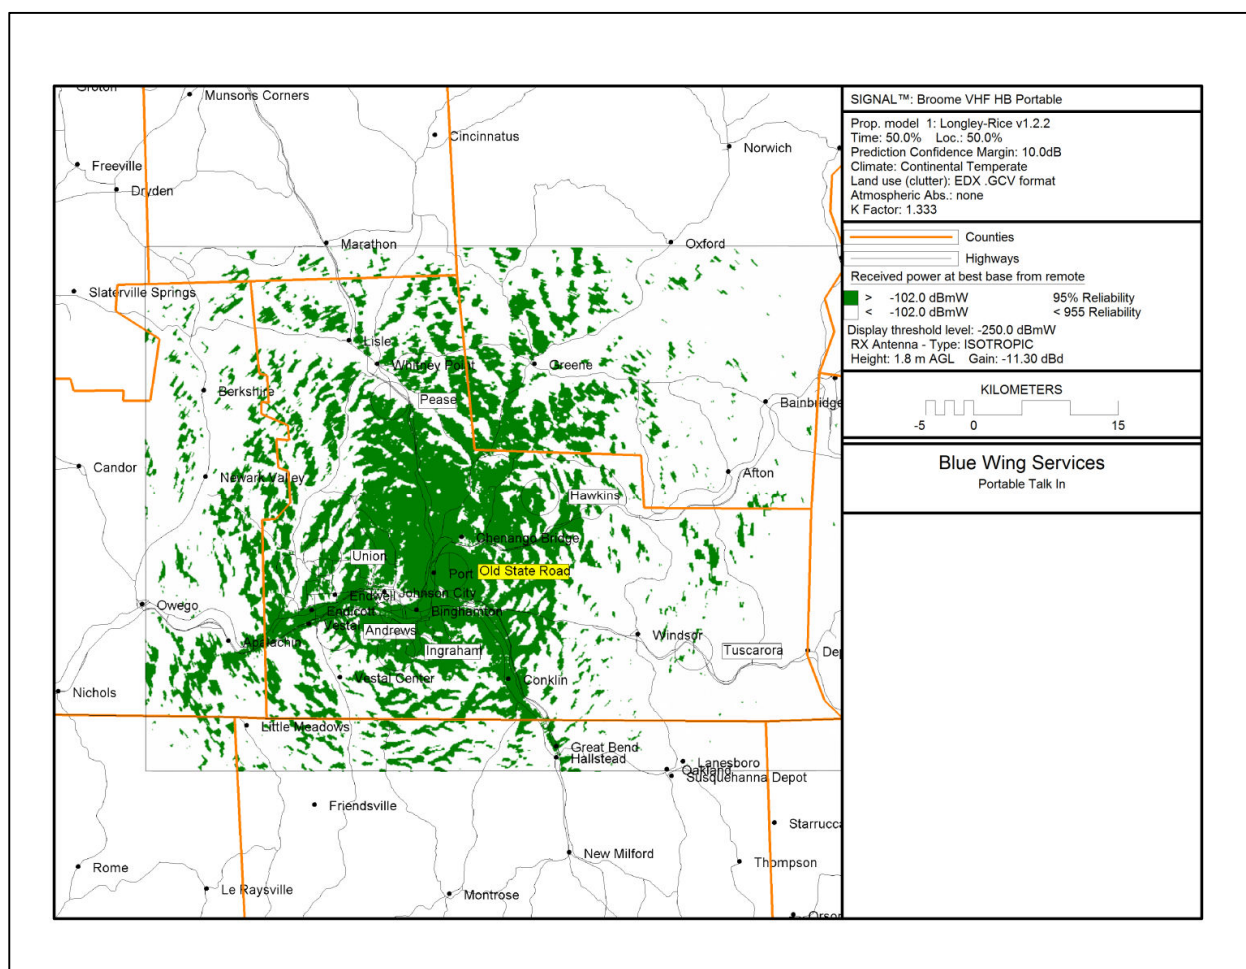 Groton
Munsons Corners
Cincinnatus
Norwich
Freeville
Dryden
Marathon
Oxford
Slaterville Springs
Lisle
Whitney Point
Greene
Berkshire
Pease
Bainbridge
Candor
Newark Valley
Afton
Hawkins
Chenango Bridge
Union
Port
Old State Road
Endwell
Johnson City
Owego
Endicott
Binghamton
Vestal
Andrews
Windsor
Apalachin
Ingraham
Tuscarora
Dep
Vestal Center
Conklin
Nichols
Little Meadows
Great Bend
Hallstead
Lanesboro
Oakland
Susquehanna Depot
Friendsville
Starrucca
New Milford
Thompson
Rome
Le Raysville
Montrose
Orson
SIGNAL™: Broome VHF HB Portable
Prop. model 1: Longley-Rice v1.2.2
Time: 50.0% Loc.: 50.0%
Prediction Confidence Margin: 10.0dB
Climate: Continental Temperate
Land use (clutter): EDX .GCV format
Atmospheric Abs.: none
K Factor: 1.333
Counties
Highways
Received power at best base from remote
> -102.0 dBmW 95% Reliability
< -102.0 dBmW < 955 Reliability
Display threshold level: -250.0 dBmW
RX Antenna - Type: ISOTROPIC
Height: 1.8 m AGL Gain: -11.30 dBd
KILOMETERS
-5 0 15
Blue Wing Services
Portable Talk In